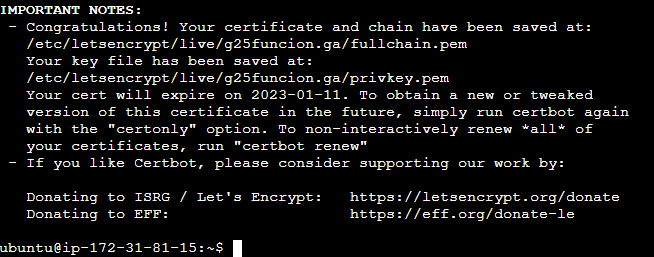 IMPORTANT NOTES:
- Congratulations! Your certificate and chain have been saved at:
/etc/letsencrypt/live/g25funcion.ga/fullchain.pem
Your key file has been saved at:
/etc/letsencrypt/live/g25funcion.ga/privkey.pem
Your cert will expire on 2023-01-11. To obtain a new or tweaked
version of this certificate in the future, simply run certbot again
with the "certonly" option. To non-interactively renew *all* of
your certificates, run "certbot renew"
- If you like Certbot, please consider supporting our work by:
Donating to ISRG / Let's Encrypt: https://letsencrypt.org/donate
Donating to EFF: https://eff.org/donate-le
ubuntu@ip-172-31-81-15:~$